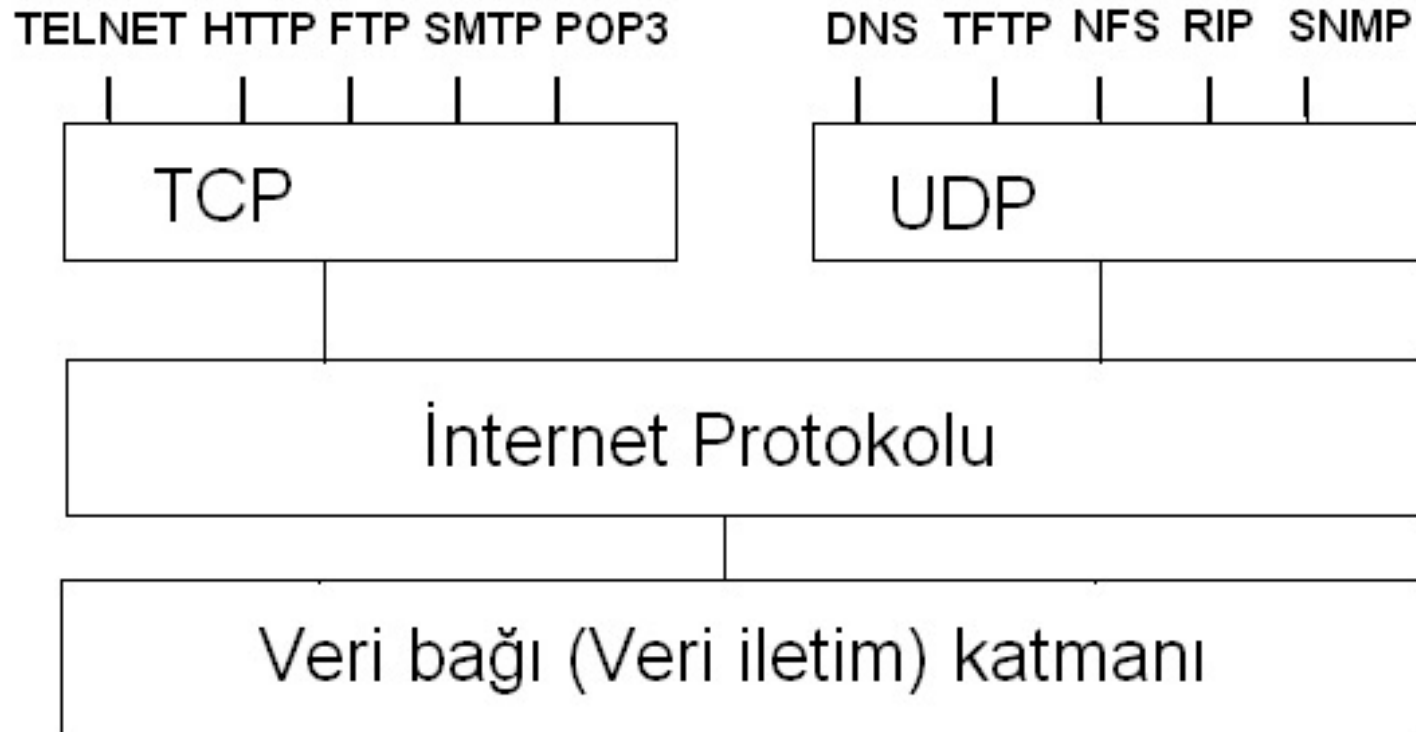 TELNET HTTP FTP SMTP POP3 DNS TFTP NFS RIP SNMP
TCP UDP
İnternet Protokolu
Veri bağı (Veri iletim) katmanı